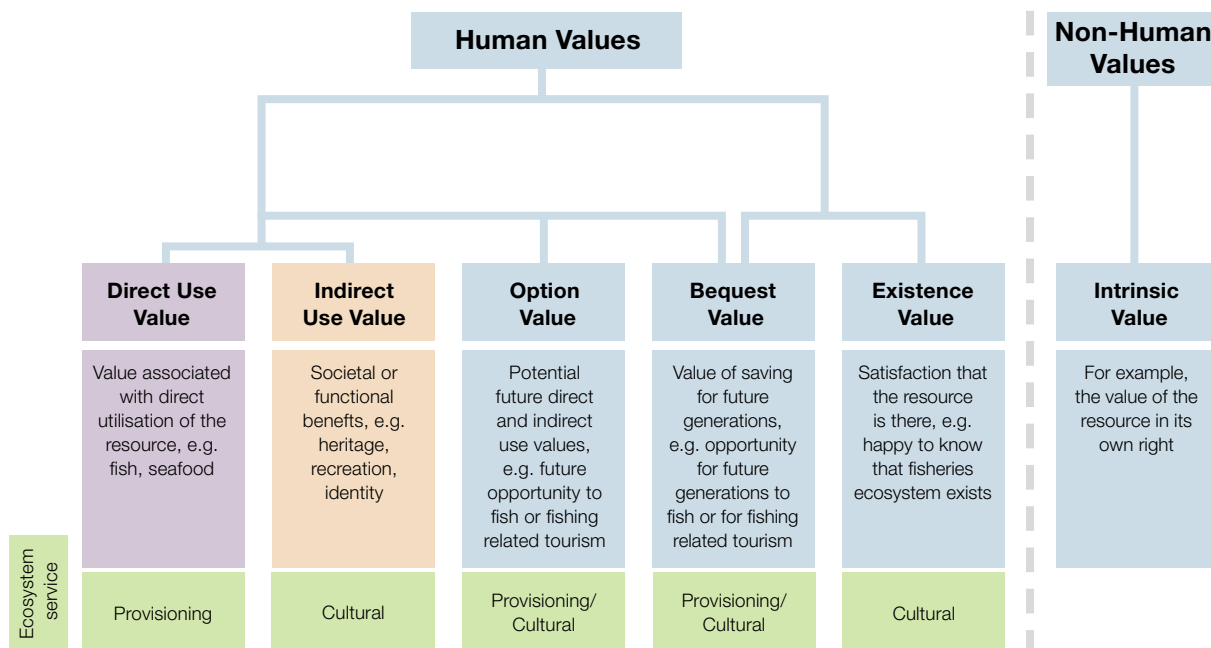 Human Values
Non-Human
Values
Direct Use
Value
Indirect
Use Value
Option
Value
Bequest
Value
Existence
Value
Intrinsic
Value
Value associated
with direct
utilisation of the
resource, e.g.
fish, seafood
Societal or
functional
benefits, e.g.
heritage,
recreation,
identity
Potential
future direct
and indirect
use values,
e.g. future
opportunity to
fish or fishing
related tourism
Value of saving
for future
generations,
e.g. opportunity
for future
generations to
fish or for fishing
related tourism
Satisfaction that
the resource
is there, e.g.
happy to know
that fisheries
ecosystem exists
For example,
the value of the
resource in its
own right
Ecosystem
service
Provisioning
Cultural
Provisioning/
Cultural
Provisioning/
Cultural
Cultural